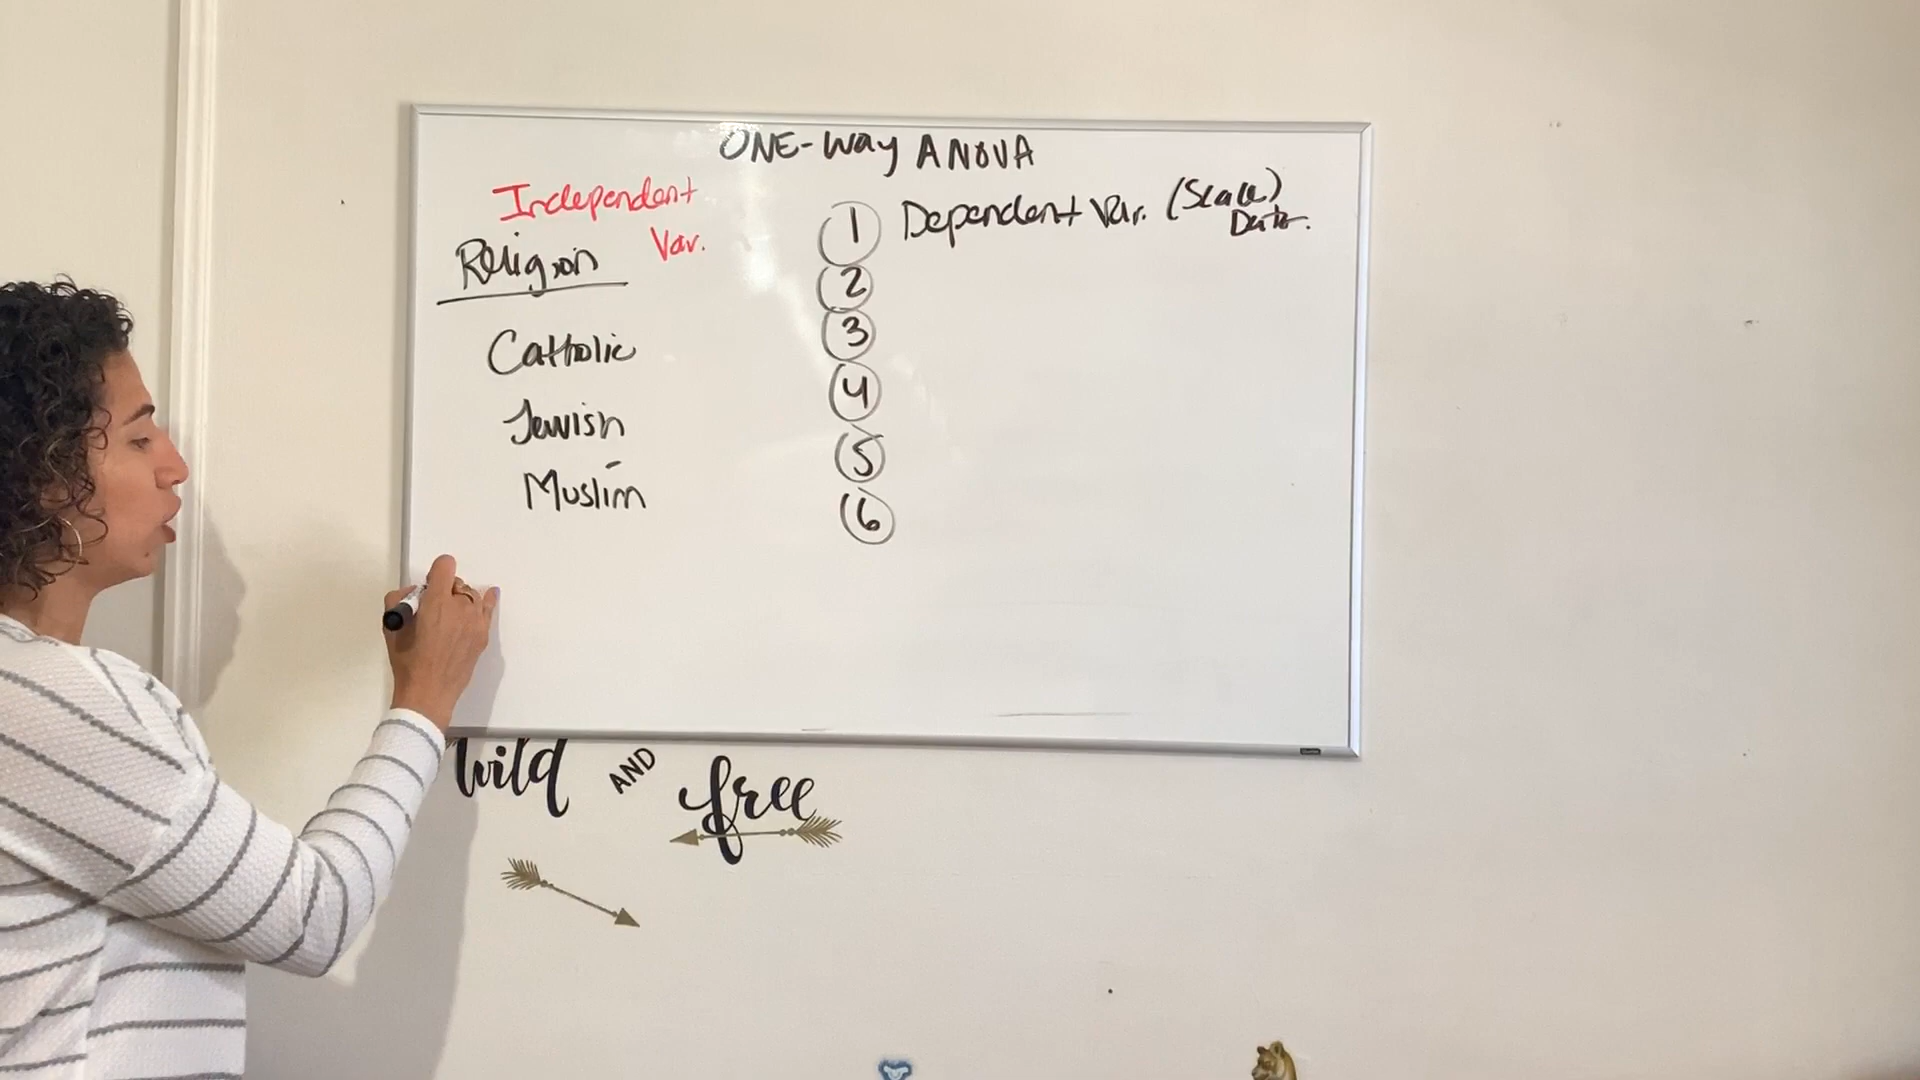 ONE-Way ANOVA
Independent
Var.
Religion
Catholic
Jewish
Muslim
1 Dependent Var. (Scale)
Data.
2
3
4
5
6
Wild AND free